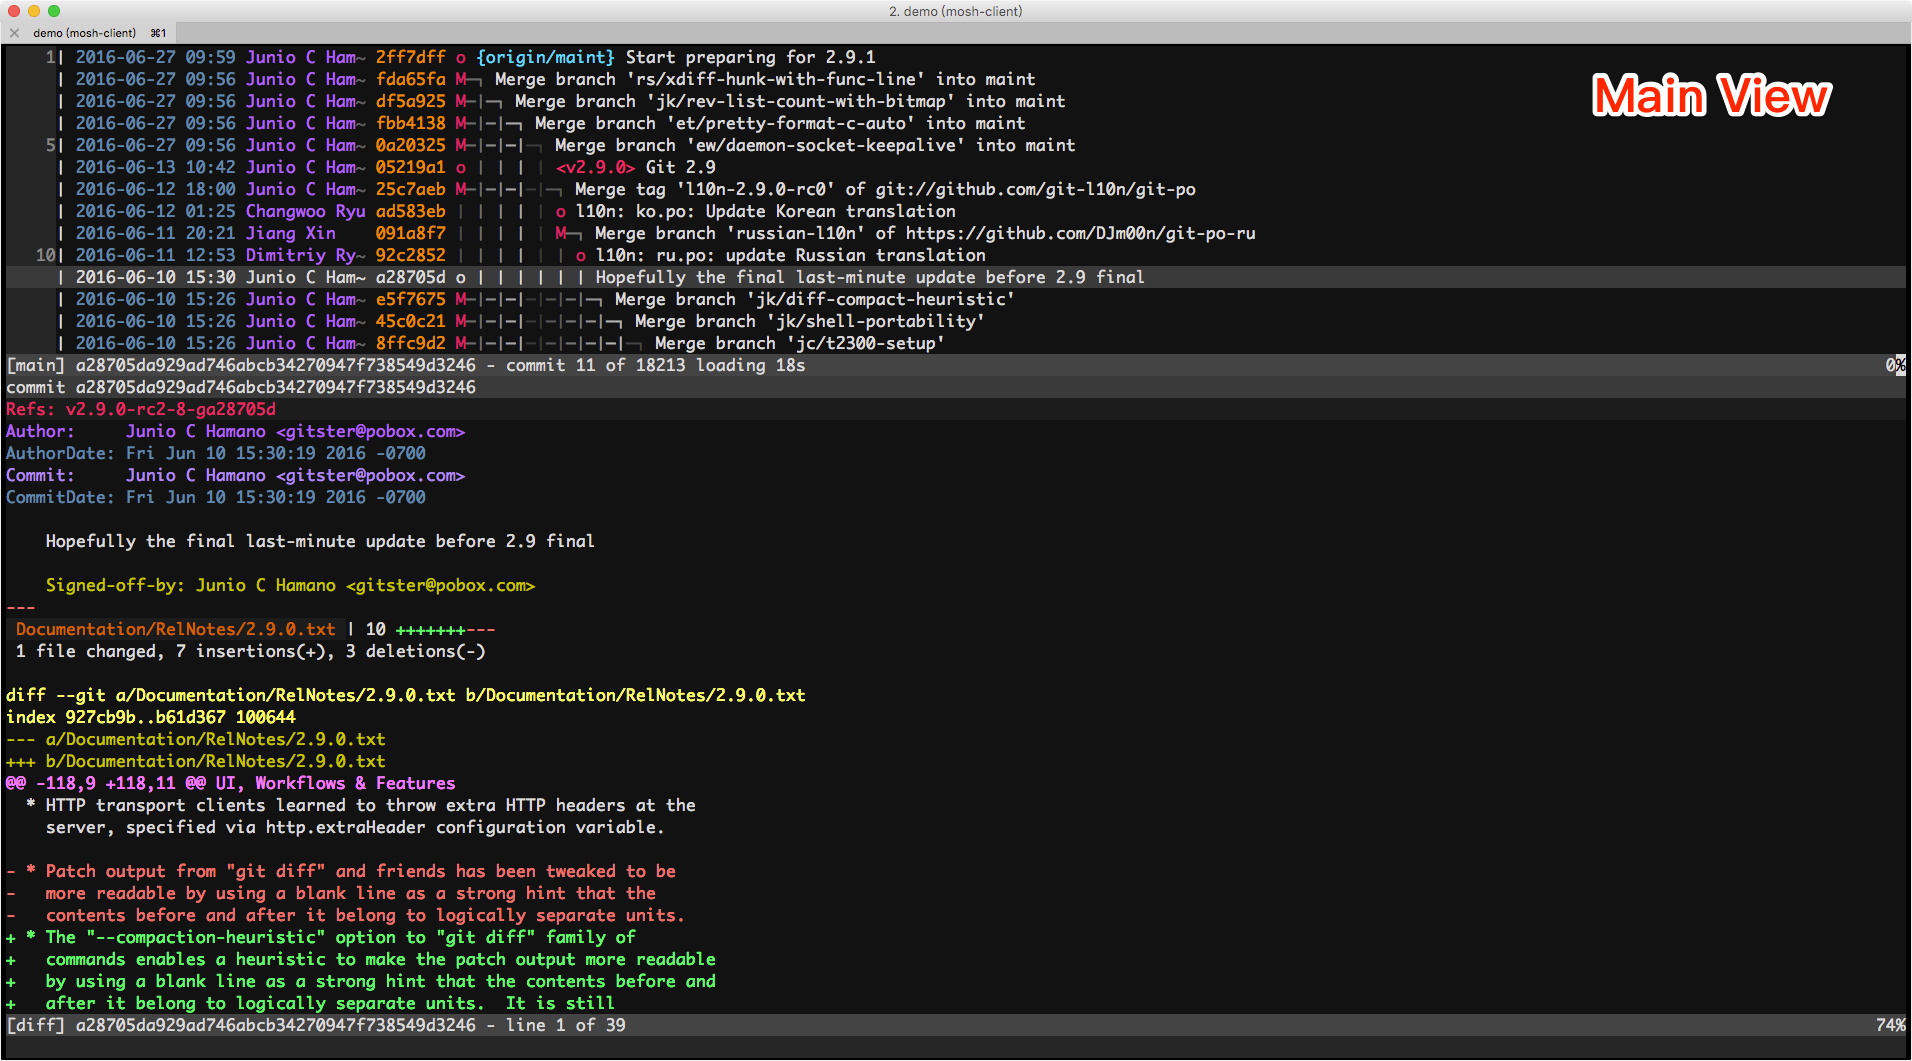 2. demo (mosh-client)
demo (mosh-client) ⌘1
Main View
1| 2016-06-27 09:59 Junio C Ham~ 2ff7dff o {origin/maint} Start preparing for 2.9.1
| 2016-06-27 09:56 Junio C Ham~ fda65fa M─┐ Merge branch 'rs/xdiff-hunk-with-func-line' into maint
| 2016-06-27 09:56 Junio C Ham~ df5a925 M─│─┐ Merge branch 'jk/rev-list-count-with-bitmap' into maint
| 2016-06-27 09:56 Junio C Ham~ fbb4138 M─│─│─┐ Merge branch 'et/pretty-format-c-auto' into maint
5| 2016-06-27 09:56 Junio C Ham~ 0a20325 M─│─│─│─┐ Merge branch 'ew/daemon-socket-keepalive' into maint
| 2016-06-13 10:42 Junio C Ham~ 05219a1 o │ │ │ │ <v2.9.0> Git 2.9
| 2016-06-12 18:00 Junio C Ham~ 25c7aeb M─│─│─│─│─┐ Merge tag 'l10n-2.9.0-rc0' of git://github.com/git-l10n/git-po
| 2016-06-12 01:25 Changwoo Ryu ad583eb │ │ │ │ │ o l10n: ko.po: Update Korean translation
| 2016-06-11 20:21 Jiang Xin 091a8f7 │ │ │ │ │ M─┐ Merge branch 'russian-l10n' of https://github.com/DJm00n/git-po-ru
10| 2016-06-11 12:53 Dimitriy Ry~ 92c2852 │ │ │ │ │ │ o l10n: ru.po: update Russian translation
| 2016-06-10 15:30 Junio C Ham~ a28705d o │ │ │ │ │ │ Hopefully the final last-minute update before 2.9 final
| 2016-06-10 15:26 Junio C Ham~ e5f7675 M─│─│─│─│─│─│─┐ Merge branch 'jk/diff-compact-heuristic'
| 2016-06-10 15:26 Junio C Ham~ 45c0c21 M─│─│─│─│─│─│─│─┐ Merge branch 'jk/shell-portability'
| 2016-06-10 15:26 Junio C Ham~ 8ffc9d2 M─│─│─│─│─│─│─│─│─┐ Merge branch 'jc/t2300-setup'
[main] a28705da929ad746abcb34270947f738549d3246 - commit 11 of 18213 loading 18s 0%
commit a28705da929ad746abcb34270947f738549d3246
Refs: v2.9.0-rc2-8-ga28705d
Author: Junio C Hamano <gitster@pobox.com>
AuthorDate: Fri Jun 10 15:30:19 2016 -0700
Commit: Junio C Hamano <gitster@pobox.com>
CommitDate: Fri Jun 10 15:30:19 2016 -0700
Hopefully the final last-minute update before 2.9 final
Signed-off-by: Junio C Hamano <gitster@pobox.com>
---
Documentation/RelNotes/2.9.0.txt | 10 +++++++---
1 file changed, 7 insertions(+), 3 deletions(-)
diff --git a/Documentation/RelNotes/2.9.0.txt b/Documentation/RelNotes/2.9.0.txt
index 927cb9b..b61d367 100644
--- a/Documentation/RelNotes/2.9.0.txt
+++ b/Documentation/RelNotes/2.9.0.txt
@@ -118,9 +118,11 @@ UI, Workflows & Features
* HTTP transport clients learned to throw extra HTTP headers at the
server, specified via http.extraHeader configuration variable.
- * Patch output from "git diff" and friends has been tweaked to be
- more readable by using a blank line as a strong hint that the
- contents before and after it belong to logically separate units.
+ * The "--compaction-heuristic" option to "git diff" family of
+ commands enables a heuristic to make the patch output more readable
+ by using a blank line as a strong hint that the contents before and
+ after it belong to logically separate units. It is still
[diff] a28705da929ad746abcb34270947f738549d3246 - line 1 of 39 74%